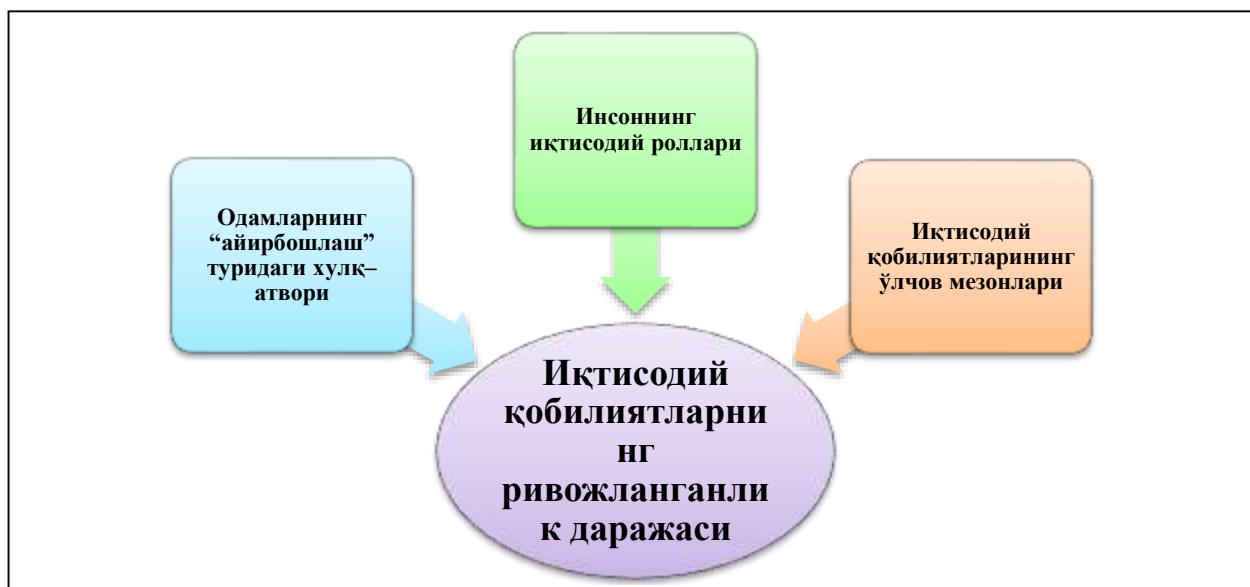 Инсоннинг
иқтисодий роллари
Одамларнинг
“айирбошлаш”
туридаги хулқ–
атвори
Иқтисодий
қобилиятларининг
ўлчов мезонлари
Иқтисодий
қобилиятларни
нг
ривожланганли
к даражаси